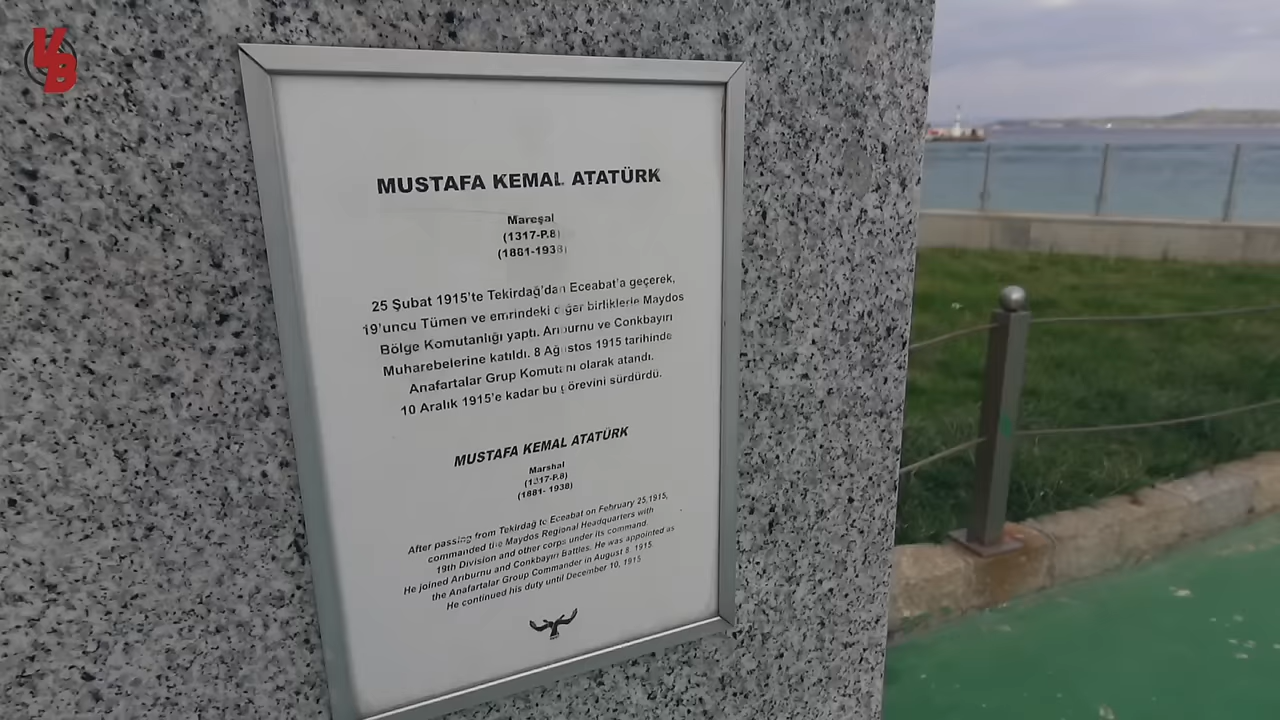 VB
MUSTAFA KEMAL ATATÜRK
Mareşal
(1317-P.8)
(1881-1938)
25 Şubat 1915'te Tekirdağ'dan Eceabat'a geçerek,
19'uncu Tümen ve emrindeki diğer birliklerle Maydos
Bölge Komutanlığı yaptı. Arıburnu ve Conkbayırı
Muharebelerine katıldı. 8 Ağustos 1915 tarihinde
Anafartalar Grup Komutanı olarak atandı.
10 Aralık 1915'e kadar bu görevini sürdürdü.
MUSTAFA KEMAL ATATÜRK
Marshal
(1317-P.8)
(1881- 1938)
After passing from Tekirdağ to Eceabat on February 25,1915,
commanded the Maydos Regional Headquarters with
19th Division and other corps under its command.
He joined Arıburnu and Conkbayırı Battles. He was appointed as
the Anafartalar Group Commander in August 8, 1915.
He continued his duty until December 10, 1915.